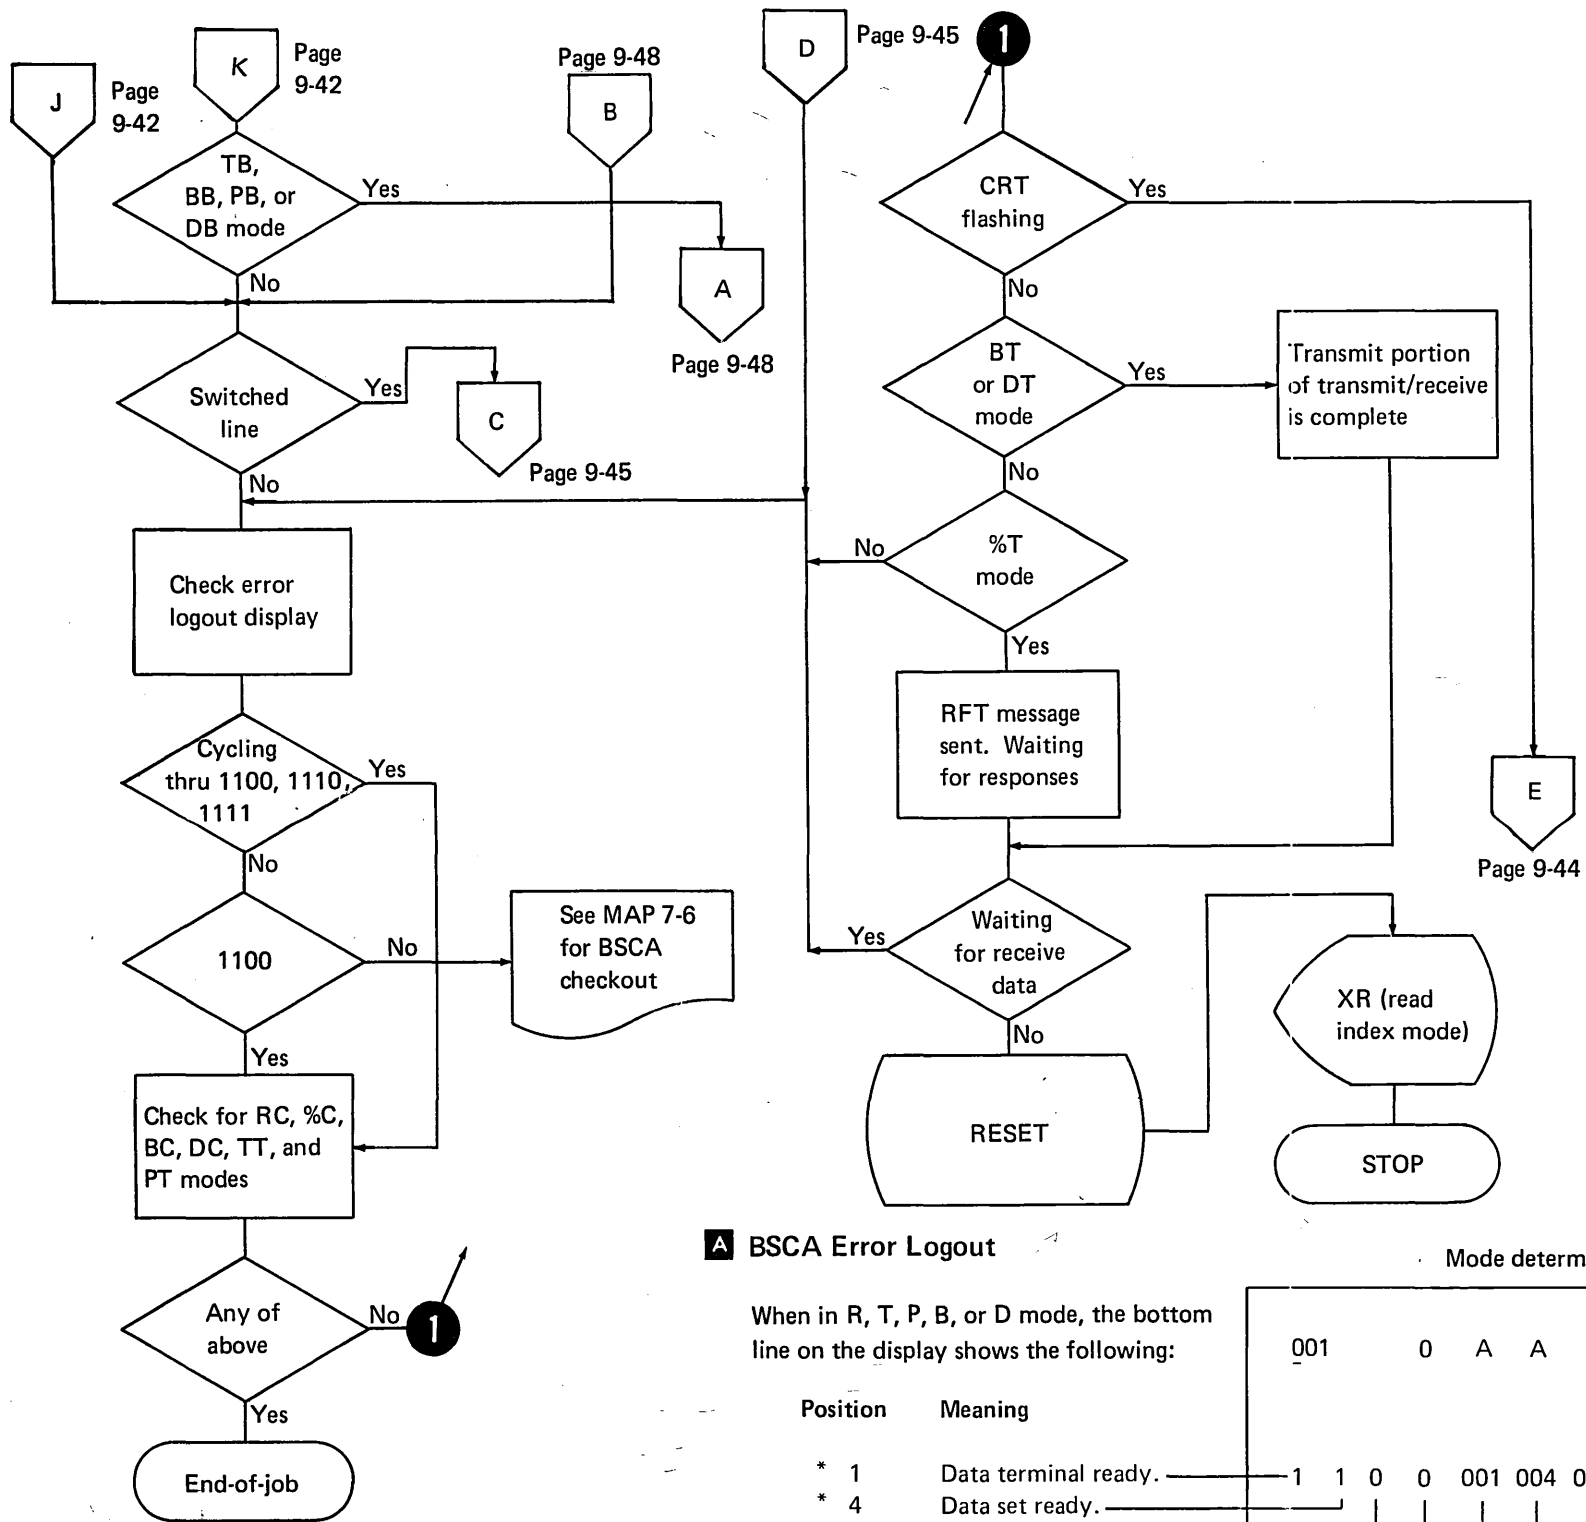 J
Page
9-42
K
Page
9-42
Page 9-48
B
D
Page 9-45
1
TB,
BB, PB, or
DB mode
Yes
No
A
Page 9-48
Switched
line
Yes
No
C
Page 9-45
Check error
logout display
Cycling
thru 1100, 1110,
1111
Yes
No
1100
No
Yes
See MAP 7-6
for BSCA
checkout
Check for RC, %C,
BC, DC, TT, and
PT modes
Any of
above
No
1
Yes
End-of-job
CRT
flashing
Yes
No
BT
or DT
mode
Yes
No
Transmit portion
of transmit/receive
is complete
%T
mode
No
Yes
RFT message
sent. Waiting
for responses
E
Page 9-44
Waiting
for receive
data
Yes
No
RESET
XR (read
index mode)
STOP
A BSCA Error Logout
Mode determ
When in R, T, P, B, or D mode, the bottom
line on the display shows the following:
001 0 A A
Position Meaning
* 1 Data terminal ready. 1 1 0 0 001 004 0
* 4 Data set ready.